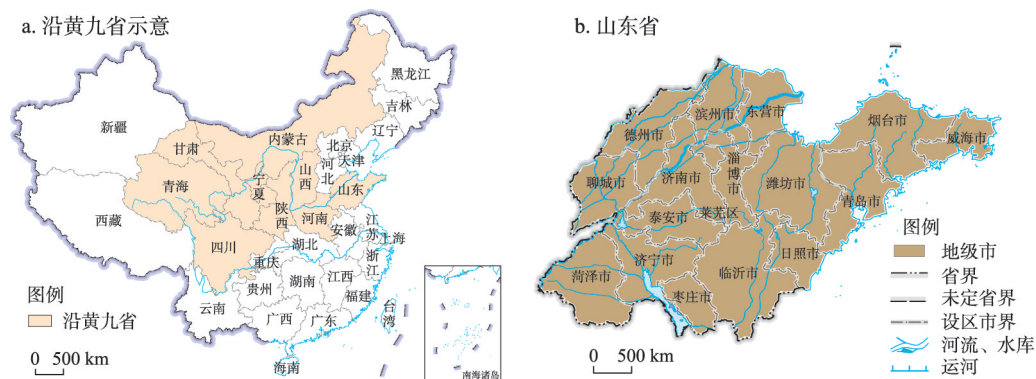 a. 沿黄九省示意
黑龙江
吉林
辽宁
新疆
内蒙古
北京
天津
河北
甘肃
山西
宁夏
青海
山东
陕西
西藏
河南
江苏
安徽
上海
四川
湖北
重庆
浙江
湖南
江西
贵州
福建
云南
台湾
广西
广东
海南
南海诸岛
图例
沿黄九省
0 500 km
b. 山东省
滨州市
东营市
德州市
烟台市
威海市
淄博市
聊城市
济南市
潍坊市
青岛市
泰安市
莱芜区
日照市
菏泽市
济宁市
临沂市
枣庄市
图例
地级市
省界
未定省界
设区市界
河流、水库
运河
0 500 km